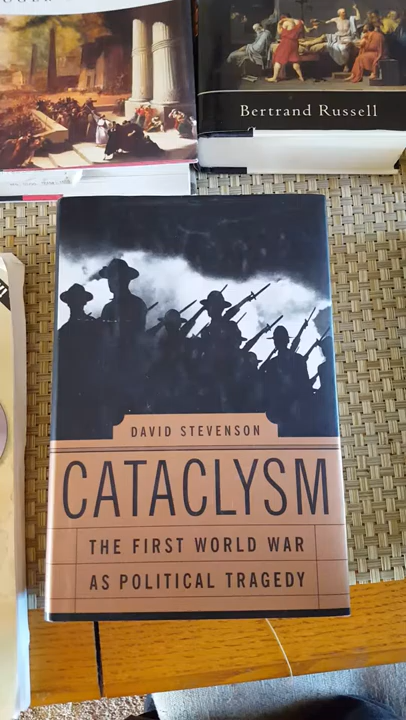 Bertrand Russell
DAVID STEVENSON
CATACLYSM
THE FIRST WORLD WAR
AS POLITICAL TRAGEDY